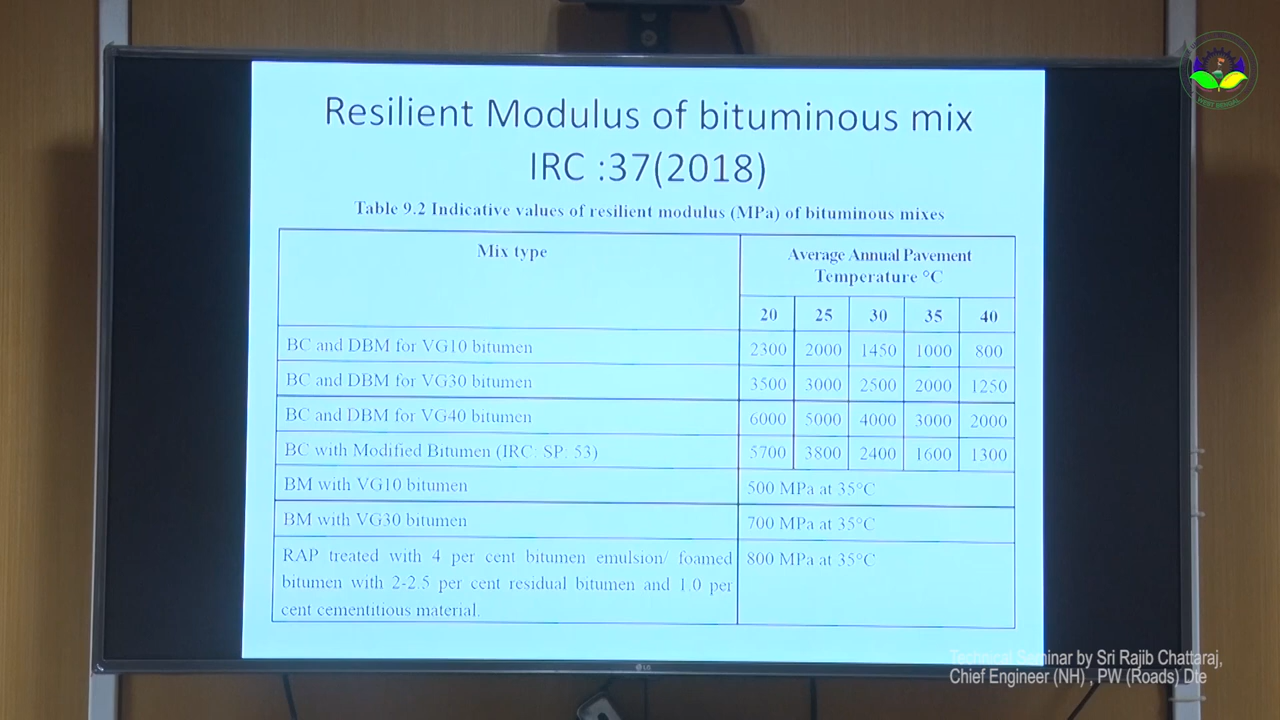 Resilient Modulus of bituminous mix
IRC :37(2018)
Table 9.2 Indicative values of resilient modulus (MPa) of bituminous mixes
Mix type
Average Annual Pavement
Temperature °C
20 25 30 35 40
BC and DBM for VG10 bitumen 2300 2000 1450 1000 800
BC and DBM for VG30 bitumen 3500 3000 2500 2000 1250
BC and DBM for VG40 bitumen 6000 5000 4000 3000 2000
BC with Modified Bitumen (IRC: SP: 53) 5700 3800 2400 1600 1300
BM with VG10 bitumen 500 MPa at 35°C
BM with VG30 bitumen 700 MPa at 35°C
RAP treated with 4 per cent bitumen emulsion/ foamed 800 MPa at 35°C
bitumen with 2-2.5 per cent residual bitumen and 1.0 per
cent cementitious material.
LG
WEST BENGAL
Technical Seminar by Sri Rajib Chattaraj,
Chief Engineer (NH) , PW (Roads) Dte